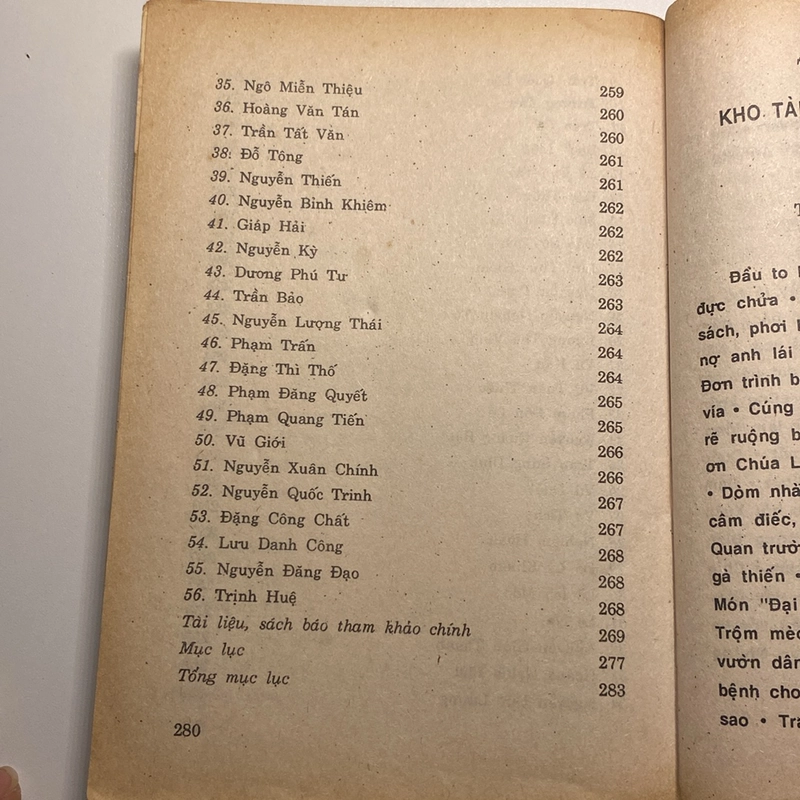 35. Ngô Miễn Thiệu 259
36. Hoàng Văn Tán 260
37. Trần Tất Văn 260
38. Đỗ Tông 261
39. Nguyễn Thiến 261
40. Nguyễn Bỉnh Khiêm 262
41. Giáp Hải 262
42. Nguyễn Kỳ 262
43. Dương Phú Tư 263
44. Trần Bảo 263
45. Nguyễn Lượng Thái 264
46. Phạm Trấn 264
47. Đặng Thì Thố 264
48. Phạm Đăng Quyết 265
49. Phạm Quang Tiến 265
50. Vũ Giới 266
51. Nguyễn Xuân Chính 266
52. Nguyễn Quốc Trinh 267
53. Đặng Công Chất 267
54. Lưu Danh Công 268
55. Nguyễn Đăng Đạo 268
56. Trịnh Huệ 268
Tài liệu, sách báo tham khảo chính 269
Mục lục 277
Tổng mục lục 283
280
KHO TÀ
Đầu to
đực chửa •
sách, phơi
nợ anh lái
Đơn trình b
vía • Cúng
rẽ ruộng b
ơn Chúa L
• Dòm nhà
câm điếc,
Quan trườ
gà thiến •
Món "Đại
Trộm mèo
vườn dân
bệnh cho
sao • Trạ